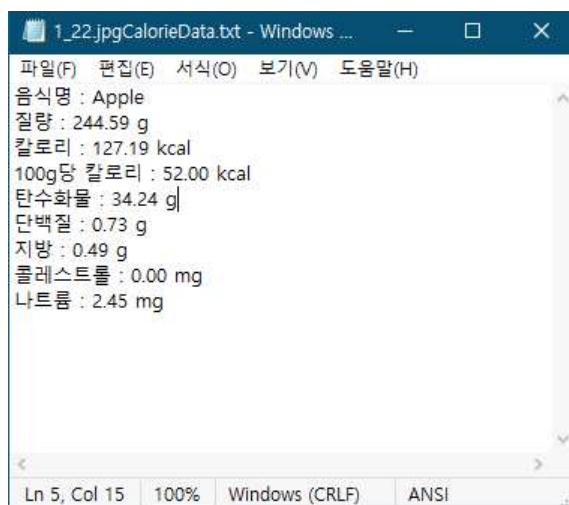 1_22.jpgCalorieData.txt - Windows ...
파일(F) 편집(E) 서식(O) 보기(V) 도움말(H)
음식명 : Apple
질량 : 244.59 g
칼로리 : 127.19 kcal
100g당 칼로리 : 52.00 kcal
탄수화물 : 34.24 g
단백질 : 0.73 g
지방 : 0.49 g
콜레스트롤 : 0.00 mg
나트륨 : 2.45 mg
Ln 5, Col 15 100% Windows (CRLF) ANSI